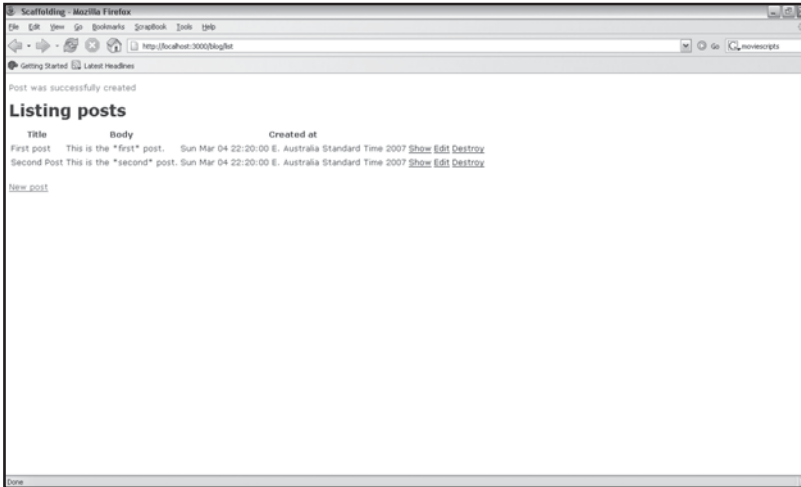 Scaffolding - Mozilla Firefox
File Edit View Go Bookmarks ScrapBook Tools Help
http://localhost:3000/blog/list Go moviescripts
Getting Started Latest Headlines
Post was successfully created
Listing posts
Title Body Created at
First post This is the *first* post. Sun Mar 04 22:20:00 E. Australia Standard Time 2007 Show Edit Destroy
Second Post This is the *second* post. Sun Mar 04 22:20:00 E. Australia Standard Time 2007 Show Edit Destroy
New post
Done